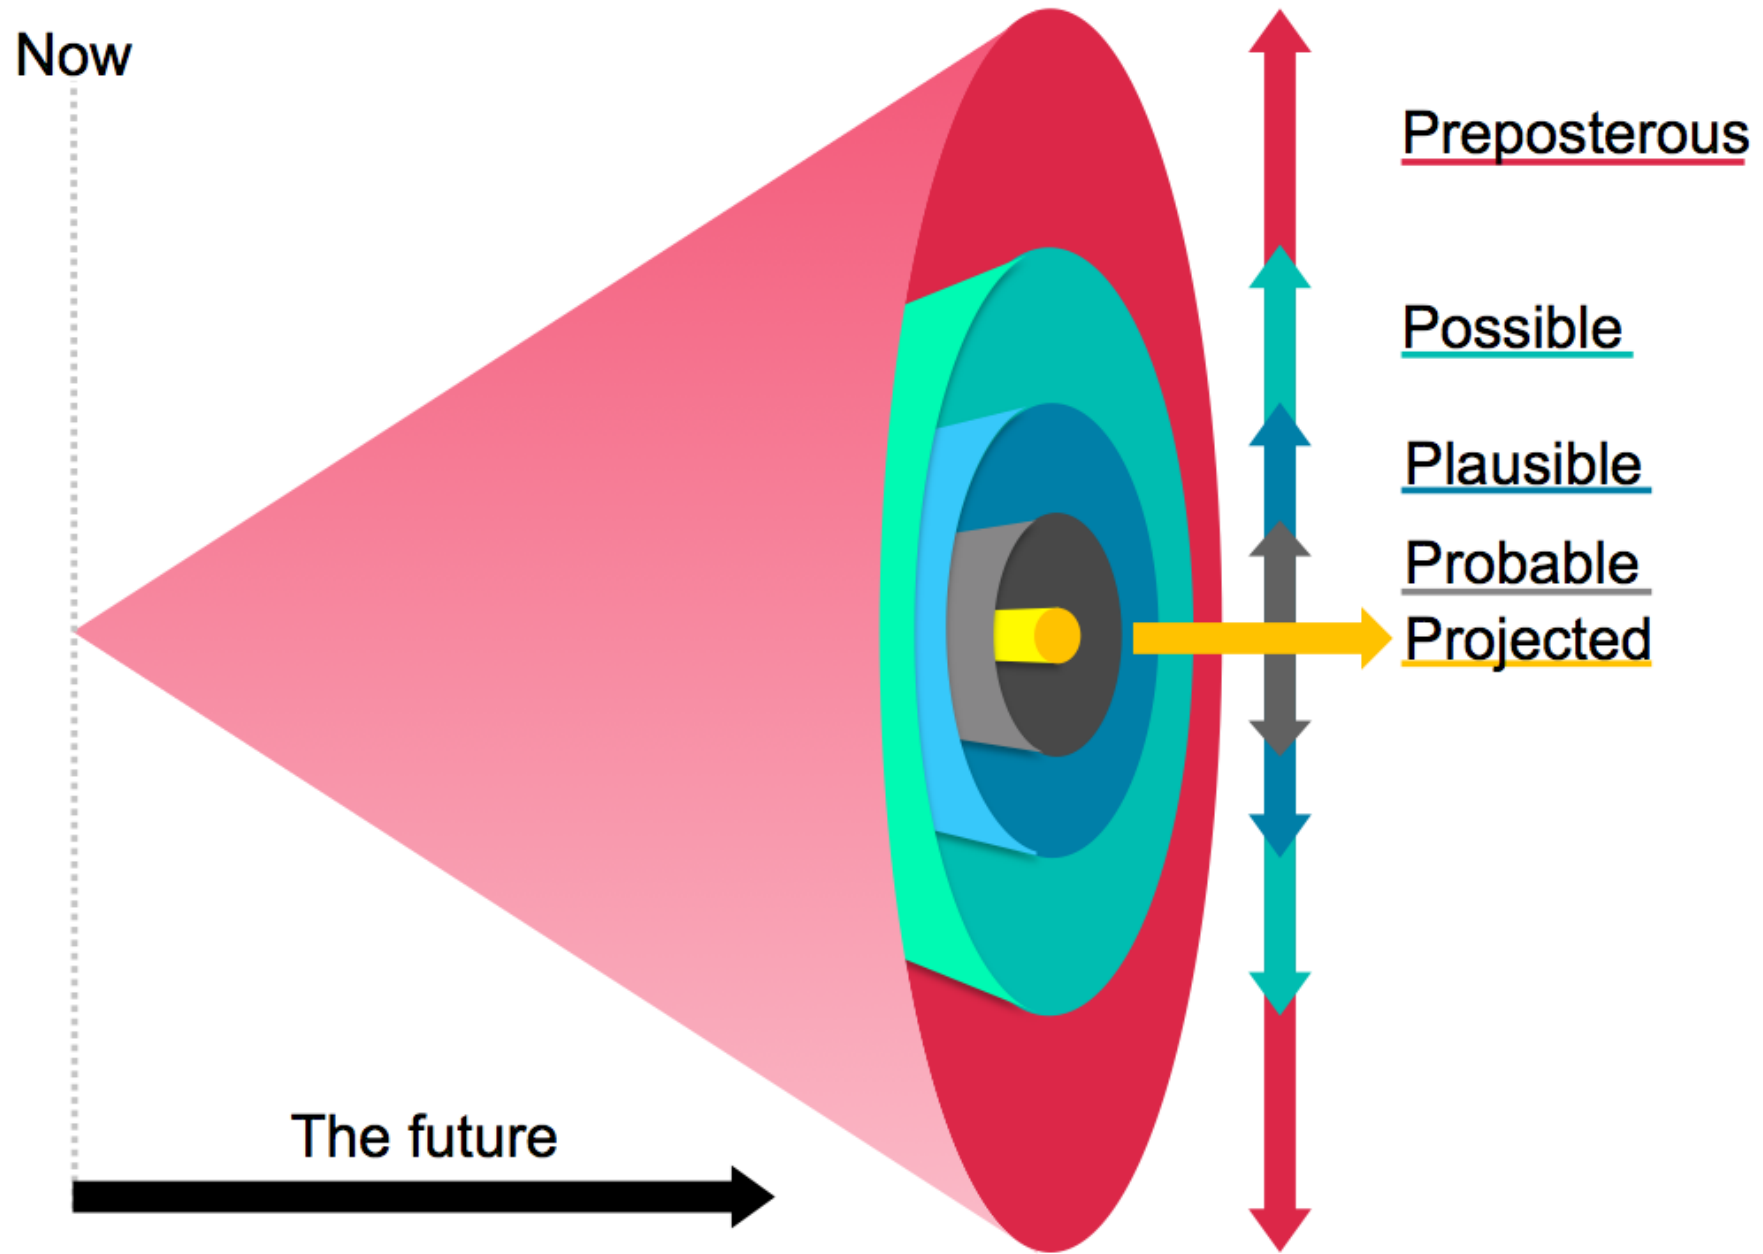 Now
Preposterous
Possible
Plausible
Probable
Projected
The future